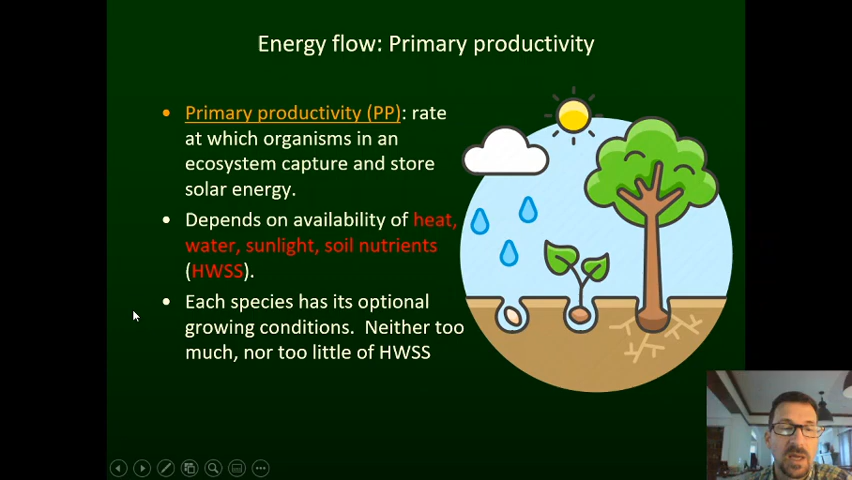 Energy flow: Primary productivity
• Primary productivity (PP): rate
at which organisms in an
ecosystem capture and store
solar energy.
• Depends on availability of heat,
water, sunlight, soil nutrients
(HWSS).
• Each species has its optional
growing conditions.  Neither too
much, nor too little of HWSS